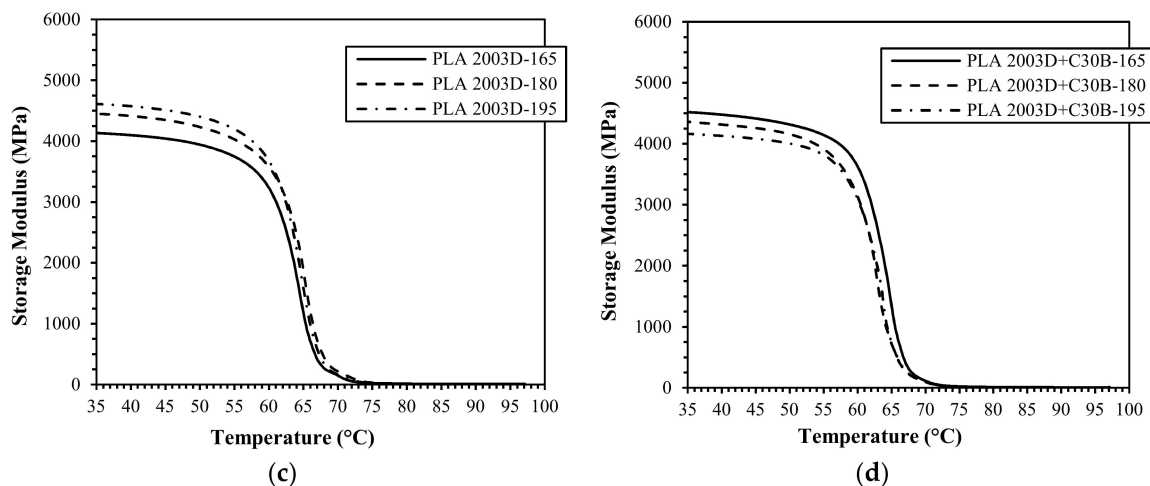 6000
5000
4000
3000
2000
1000
0
Storage Modulus (MPa)
PLA 2003D-165
PLA 2003D-180
PLA 2003D-195
35 40 45 50 55 60 65 70 75 80 85 90 95 100
Temperature (°C)
(c)
6000
5000
4000
3000
2000
1000
0
Storage Modulus (MPa)
PLA 2003D+C30B-165
PLA 2003D+C30B-180
PLA 2003D+C30B-195
35 40 45 50 55 60 65 70 75 80 85 90 95 100
Temperature (°C)
(d)